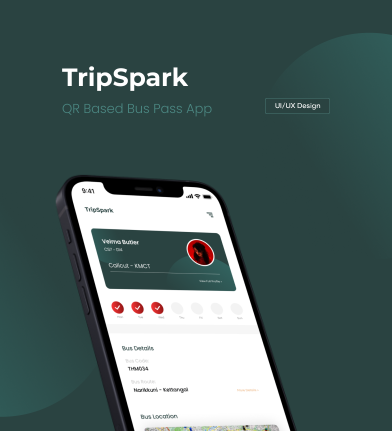 TripSpark
QR Based Bus Pass App
UI/UX Design
9:41
TripSpark
Velma Butler
Calicut - KMCT
Bus Details
Bus Code
THM034
Bus Route
Narikkuni - Kettangal
Bus Location